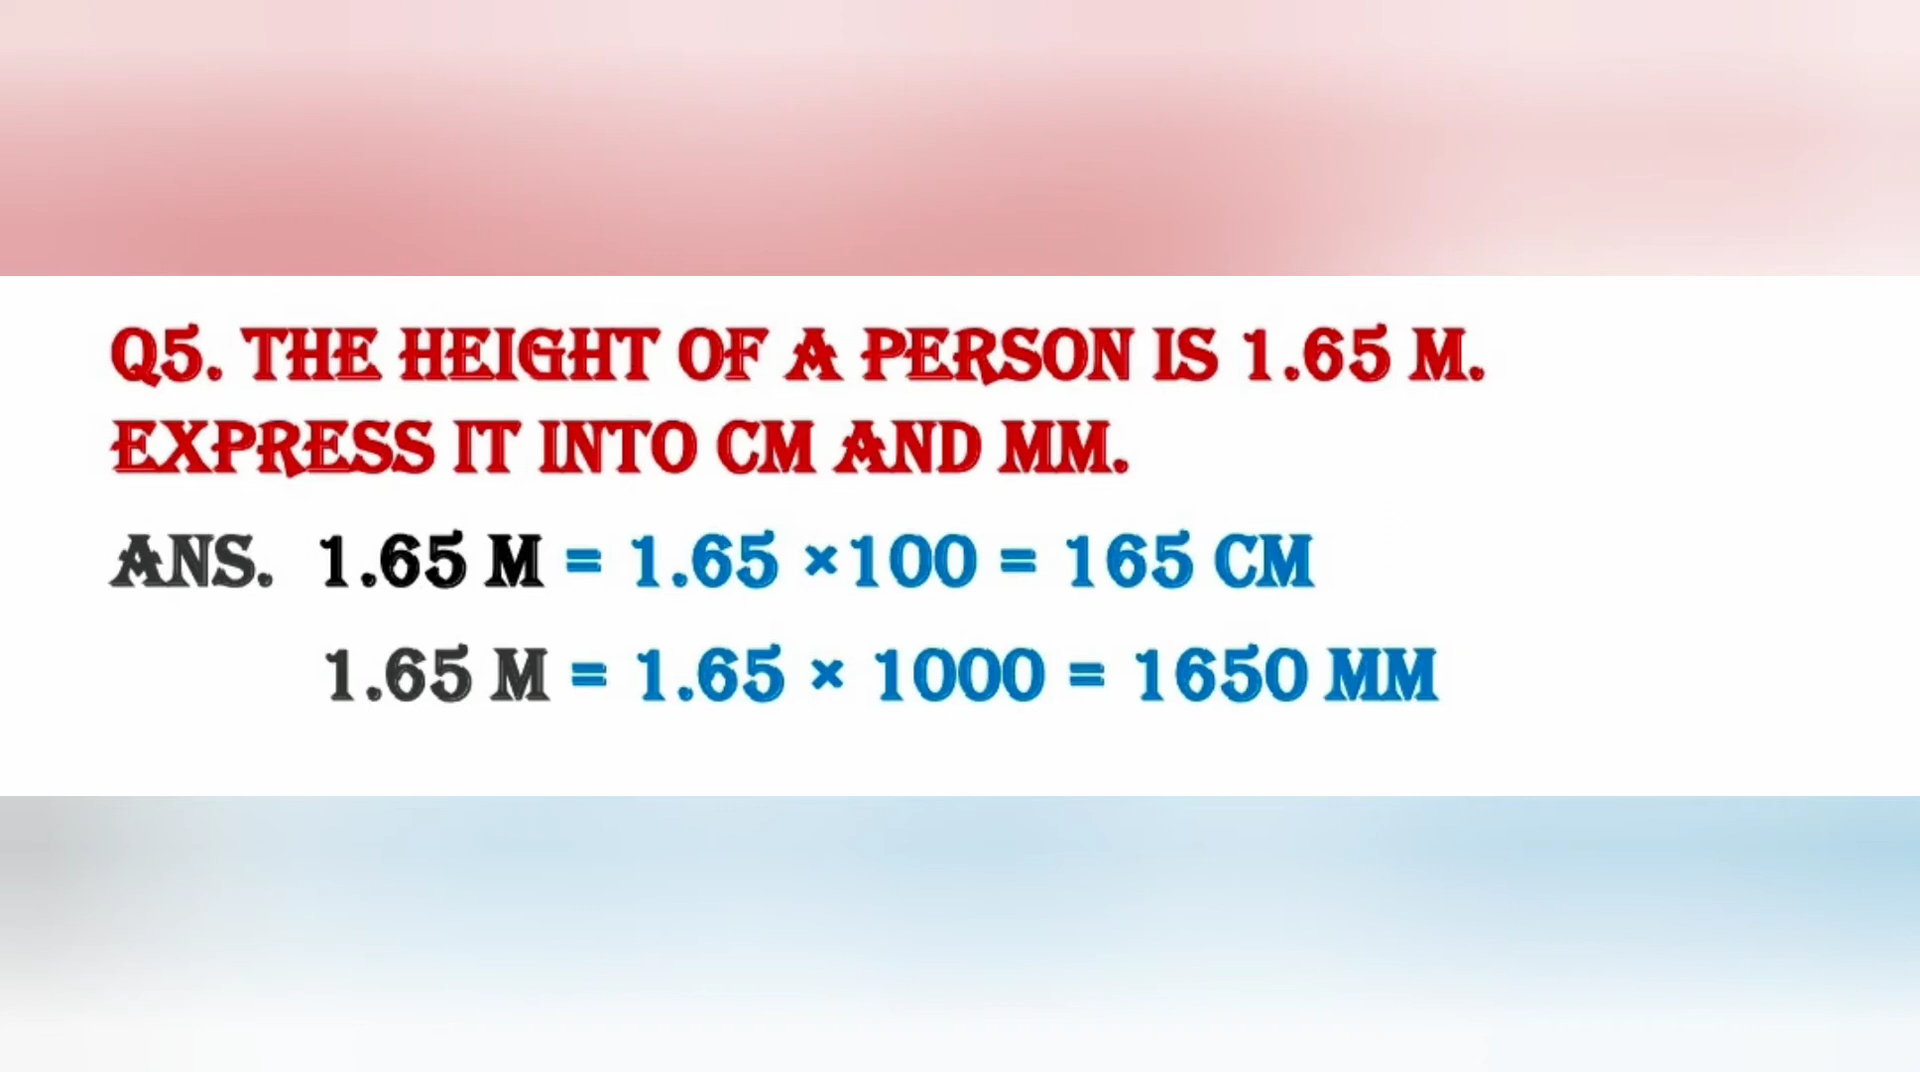 Q5. THE HEIGHT OF A PERSON IS 1.65 M.
EXPRESS IT INTO CM AND MM.
ANS. 1.65 M = 1.65 ×100 = 165 CM
1.65 M = 1.65 × 1000 = 1650 MM